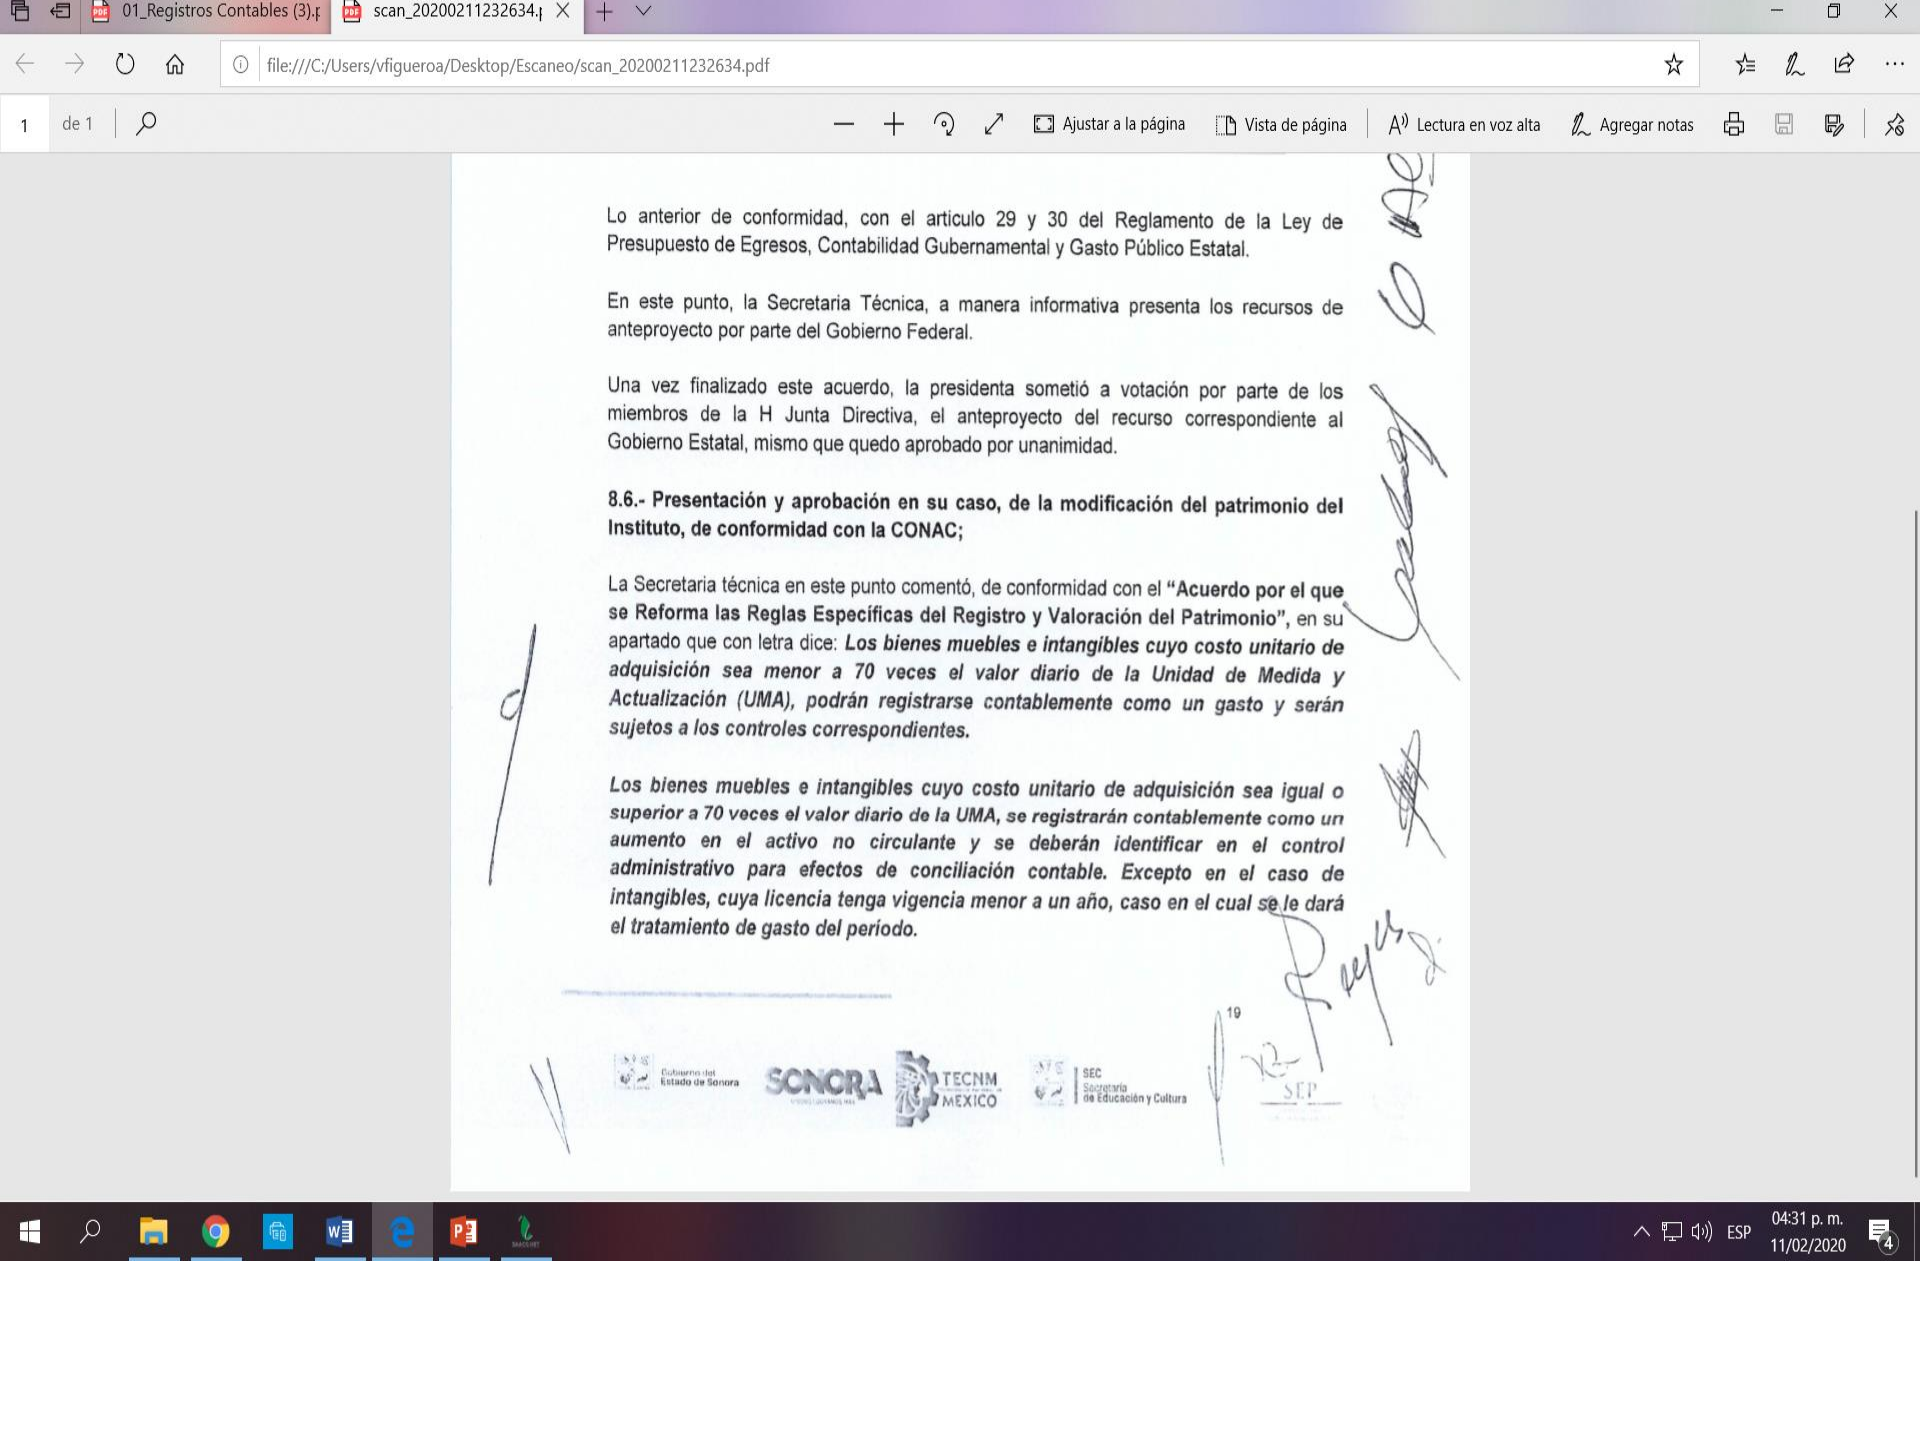 01_Registros Contables (3).p
scan_20200211232634.p
file:///C:/Users/vfigueroa/Desktop/Escaneo/scan_20200211232634.pdf
1 de 1
Ajustar a la página
Vista de página
Lectura en voz alta
Agregar notas
Lo anterior de conformidad, con el articulo 29 y 30 del Reglamento de la Ley de
Presupuesto de Egresos, Contabilidad Gubernamental y Gasto Público Estatal.
En este punto, la Secretaria Técnica, a manera informativa presenta los recursos de
anteproyecto por parte del Gobierno Federal.
Una vez finalizado este acuerdo, la presidenta sometió a votación por parte de los
miembros de la H Junta Directiva, el anteproyecto del recurso correspondiente al
Gobierno Estatal, mismo que quedo aprobado por unanimidad.
8.6.- Presentación y aprobación en su caso, de la modificación del patrimonio del
Instituto, de conformidad con la CONAC;
La Secretaria técnica en este punto comentó, de conformidad con el “Acuerdo por el que
se Reforma las Reglas Específicas del Registro y Valoración del Patrimonio”, en su
apartado que con letra dice: Los bienes muebles e intangibles cuyo costo unitario de
adquisición sea menor a 70 veces el valor diario de la Unidad de Medida y
Actualización (UMA), podrán registrarse contablemente como un gasto y serán
sujetos a los controles correspondientes.
Los bienes muebles e intangibles cuyo costo unitario de adquisición sea igual o
superior a 70 veces el valor diario de la UMA, se registrarán contablemente como un
aumento en el activo no circulante y se deberán identificar en el control
administrativo para efectos de conciliación contable. Excepto en el caso de
intangibles, cuya licencia tenga vigencia menor a un año, caso en el cual se le dará
el tratamiento de gasto del período.
19
Gobierno del
Estado de Sonora
SONORA
TECNM
MEXICO
SEC
Secretaría
de Educación y Cultura
SEP
ESP
04:31 p. m.
11/02/2020
4